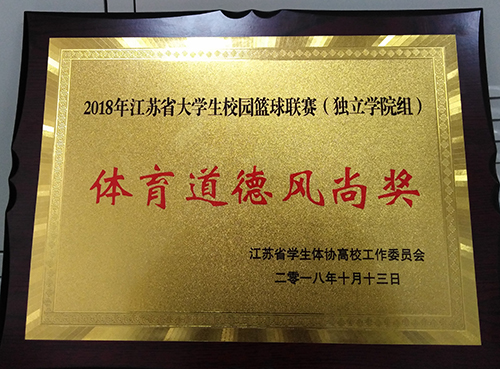 2018年江苏省大学生校园篮球联赛（独立学院组）
体育道德风尚奖
江苏省学生体协高校工作委员会
二零一八年十月十三日